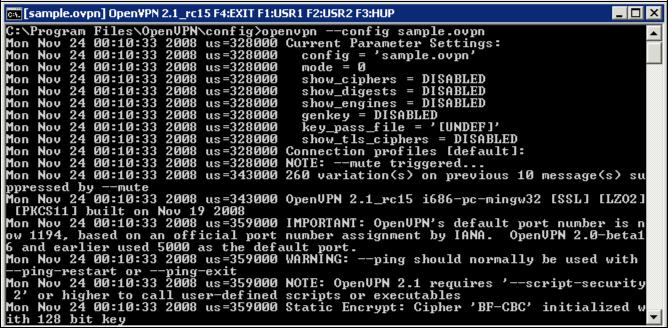 [sample.ovpn] OpenVPN 2.1_rc15 F4:EXIT F1:USR1 F2:USR2 F3:HUP
C:\Program Files\OpenVPN\config>openvpn --config sample.ovpn
Mon Nov 24 00:10:33 2008 us=328000 Current Parameter Settings:
Mon Nov 24 00:10:33 2008 us=328000   config = 'sample.ovpn'
Mon Nov 24 00:10:33 2008 us=328000   mode = 0
Mon Nov 24 00:10:33 2008 us=328000   show_ciphers = DISABLED
Mon Nov 24 00:10:33 2008 us=328000   show_digests = DISABLED
Mon Nov 24 00:10:33 2008 us=328000   show_engines = DISABLED
Mon Nov 24 00:10:33 2008 us=328000   genkey = DISABLED
Mon Nov 24 00:10:33 2008 us=328000   key_pass_file = '[UNDEF]'
Mon Nov 24 00:10:33 2008 us=328000   show_tls_ciphers = DISABLED
Mon Nov 24 00:10:33 2008 us=328000 Connection profiles [default]:
Mon Nov 24 00:10:33 2008 us=328000 NOTE: --mute triggered...
Mon Nov 24 00:10:33 2008 us=343000 260 variation(s) on previous 10 message(s) su
ppressed by --mute
Mon Nov 24 00:10:33 2008 us=343000 OpenVPN 2.1_rc15 i686-pc-mingw32 [SSL] [LZO2]
 [PKCS11] built on Nov 19 2008
Mon Nov 24 00:10:33 2008 us=359000 IMPORTANT: OpenVPN's default port number is n
ow 1194, based on an official port number assignment by IANA.  OpenVPN 2.0-beta1
6 and earlier used 5000 as the default port.
Mon Nov 24 00:10:33 2008 us=359000 WARNING: --ping should normally be used with
--ping-restart or --ping-exit
Mon Nov 24 00:10:33 2008 us=359000 NOTE: OpenVPN 2.1 requires '--script-security
 2' or higher to call user-defined scripts or executables
Mon Nov 24 00:10:33 2008 us=359000 Static Encrypt: Cipher 'BF-CBC' initialized w
ith 128 bit key